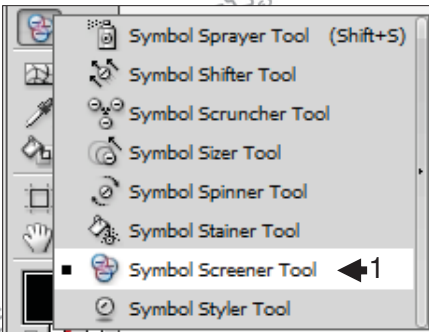 Symbol Sprayer Tool (Shift+S)
Symbol Shifter Tool
Symbol Scruncher Tool
Symbol Sizer Tool
Symbol Spinner Tool
Symbol Stainer Tool
Symbol Screener Tool 1
Symbol Styler Tool